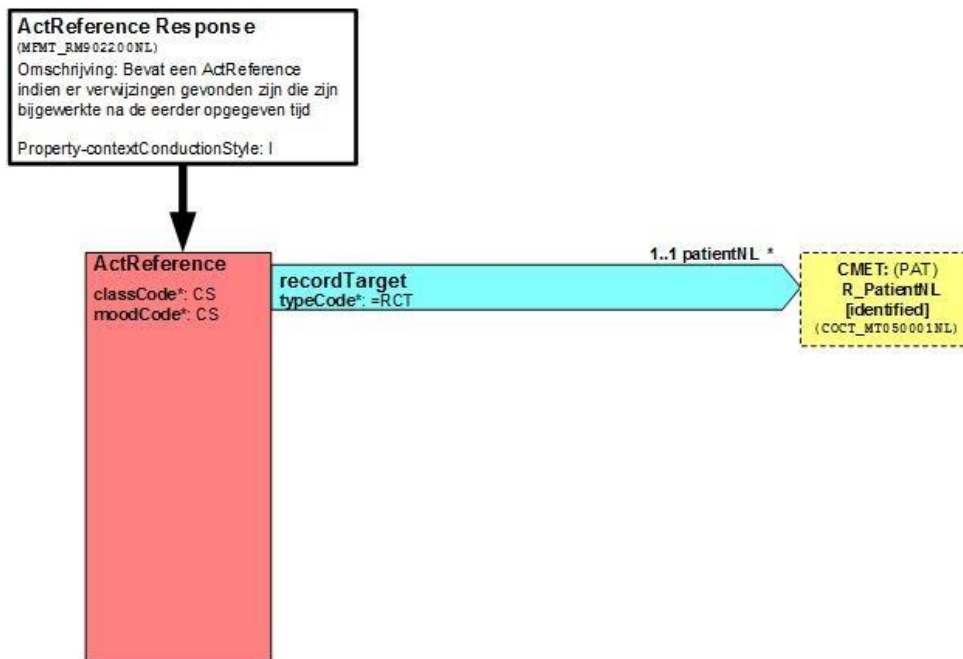 ActReference Response
(MFMT_RM902200NL)
Omschrijving: Bevat een ActReference
indien er verwijzingen gevonden zijn die zijn
bijgewerkte na de eerder opgegeven tijd
Property-contextConductionStyle: I
ActReference
classCode*: CS
moodCode*: CS
1..1 patientNL *
recordTarget
typeCode*: =RCT
CMET: (PAT)
R_PatientNL
[identified]
(COCT_MT050001NL)